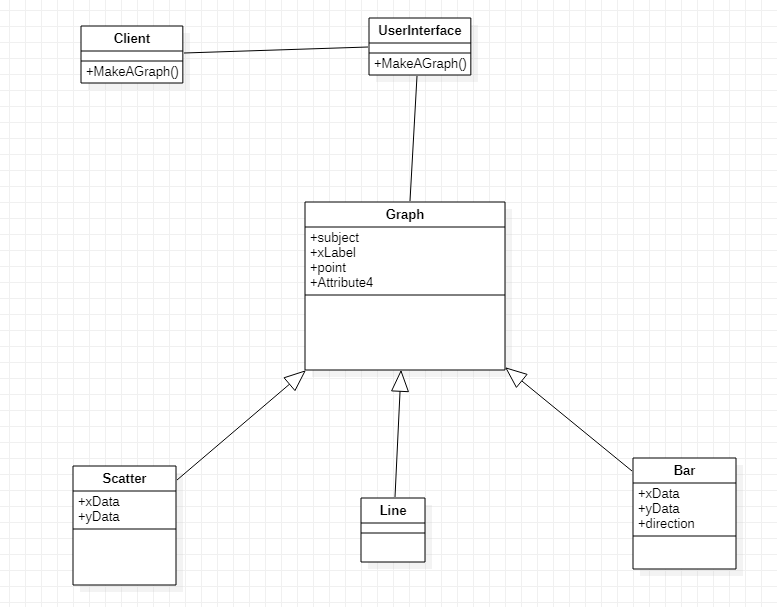 Client
+MakeAGraph()
UserInterface
+MakeAGraph()
Graph
+subject
+xLabel
+point
+Attribute4
Scatter
+xData
+yData
Line
Bar
+xData
+yData
+direction